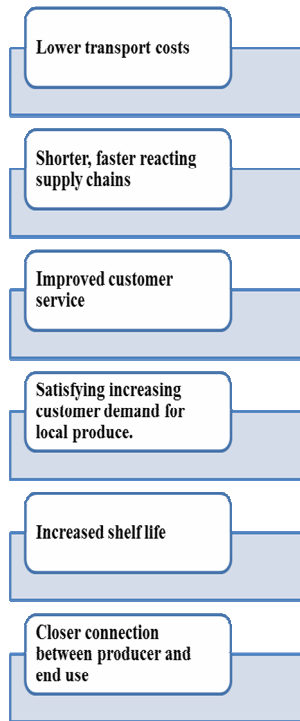 Lower transport costs
Shorter, faster reacting
supply chains
Improved customer
service
Satisfying increasing
customer demand for
local produce.
Increased shelf life
Closer connection
between producer and
end use